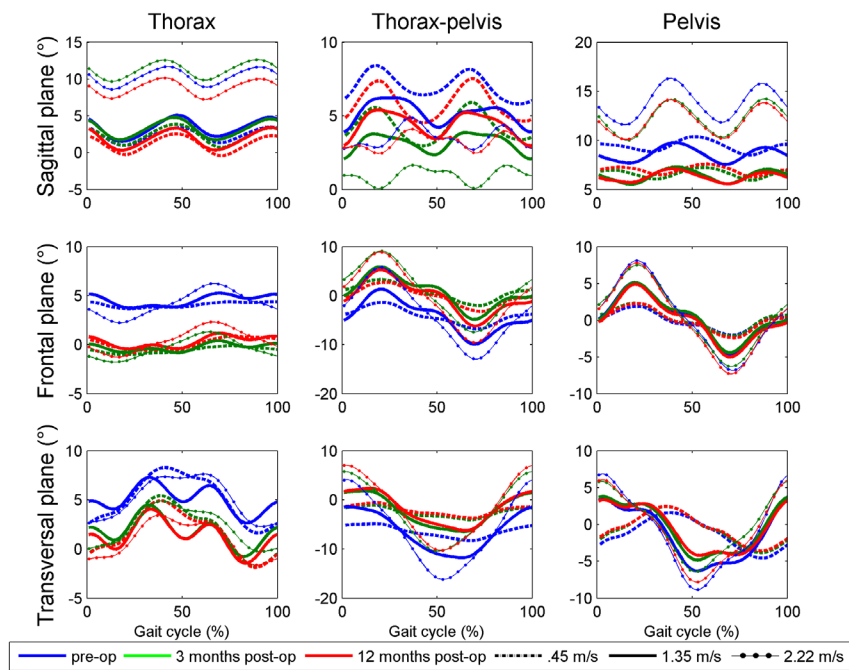 Thorax Thorax-pelvis Pelvis
Sagittal plane (°)
15 10 5 0 -5
0 50 100
10 5 0
0 50 100
20 15 10 5
0 50 100
Frontal plane (°)
10 5 0 -5
0 50 100
10 0 -10 -20
0 50 100
10 5 0 -5 -10
0 50 100
Transversal plane (°)
10 5 0 -5
0 50 100
10 0 -10 -20
0 50 100
10 5 0 -5 -10
0 50 100
Gait cycle (%) Gait cycle (%) Gait cycle (%)
pre-op 3 months post-op 12 months post-op .45 m/s 1.35 m/s 2.22 m/s